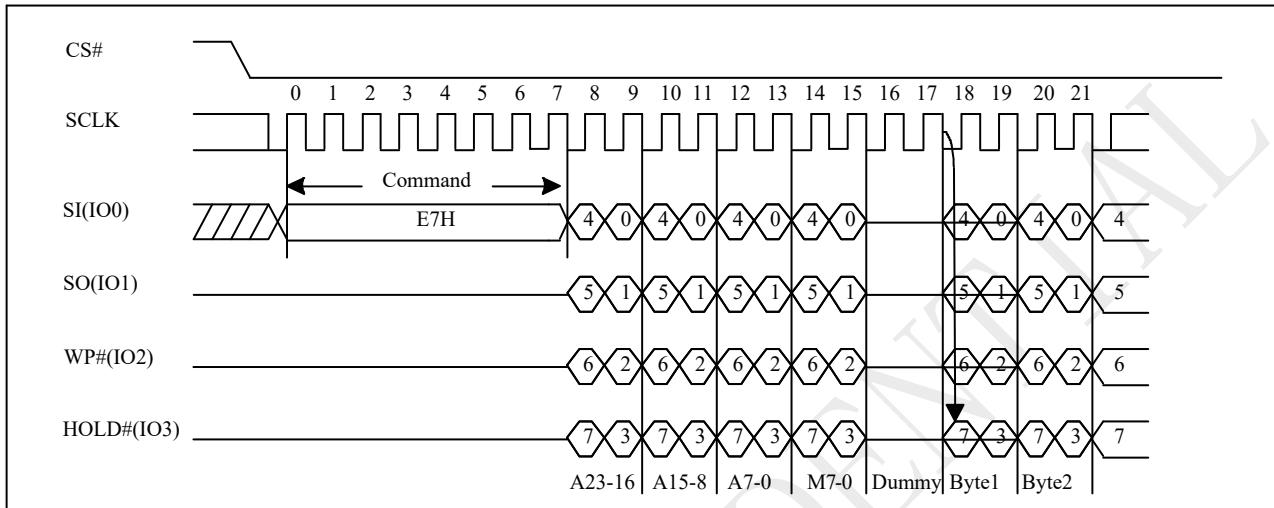 CS#
0 1 2 3 4 5 6 7 8 9 10 11 12 13 14 15 16 17 18 19 20 21
SCLK
Command
SI(IO0) E7H 4 0 4 0 4 0 4 0 4 0 4 0 4
SO(IO1) 5 1 5 1 5 1 5 1 5 1 5 1 5
WP#(IO2) 6 2 6 2 6 2 6 2 6 2 6 2 6
HOLD#(IO3) 7 3 7 3 7 3 7 3 7 3 7 3 7
A23-16 A15-8 A7-0 M7-0 Dummy Byte1 Byte2
DENTIAL